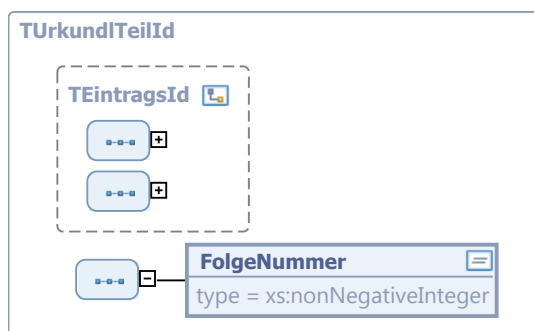 TUrkundlTeilId
TEintragsId
FolgeNummer
type = xs:nonNegativeInteger